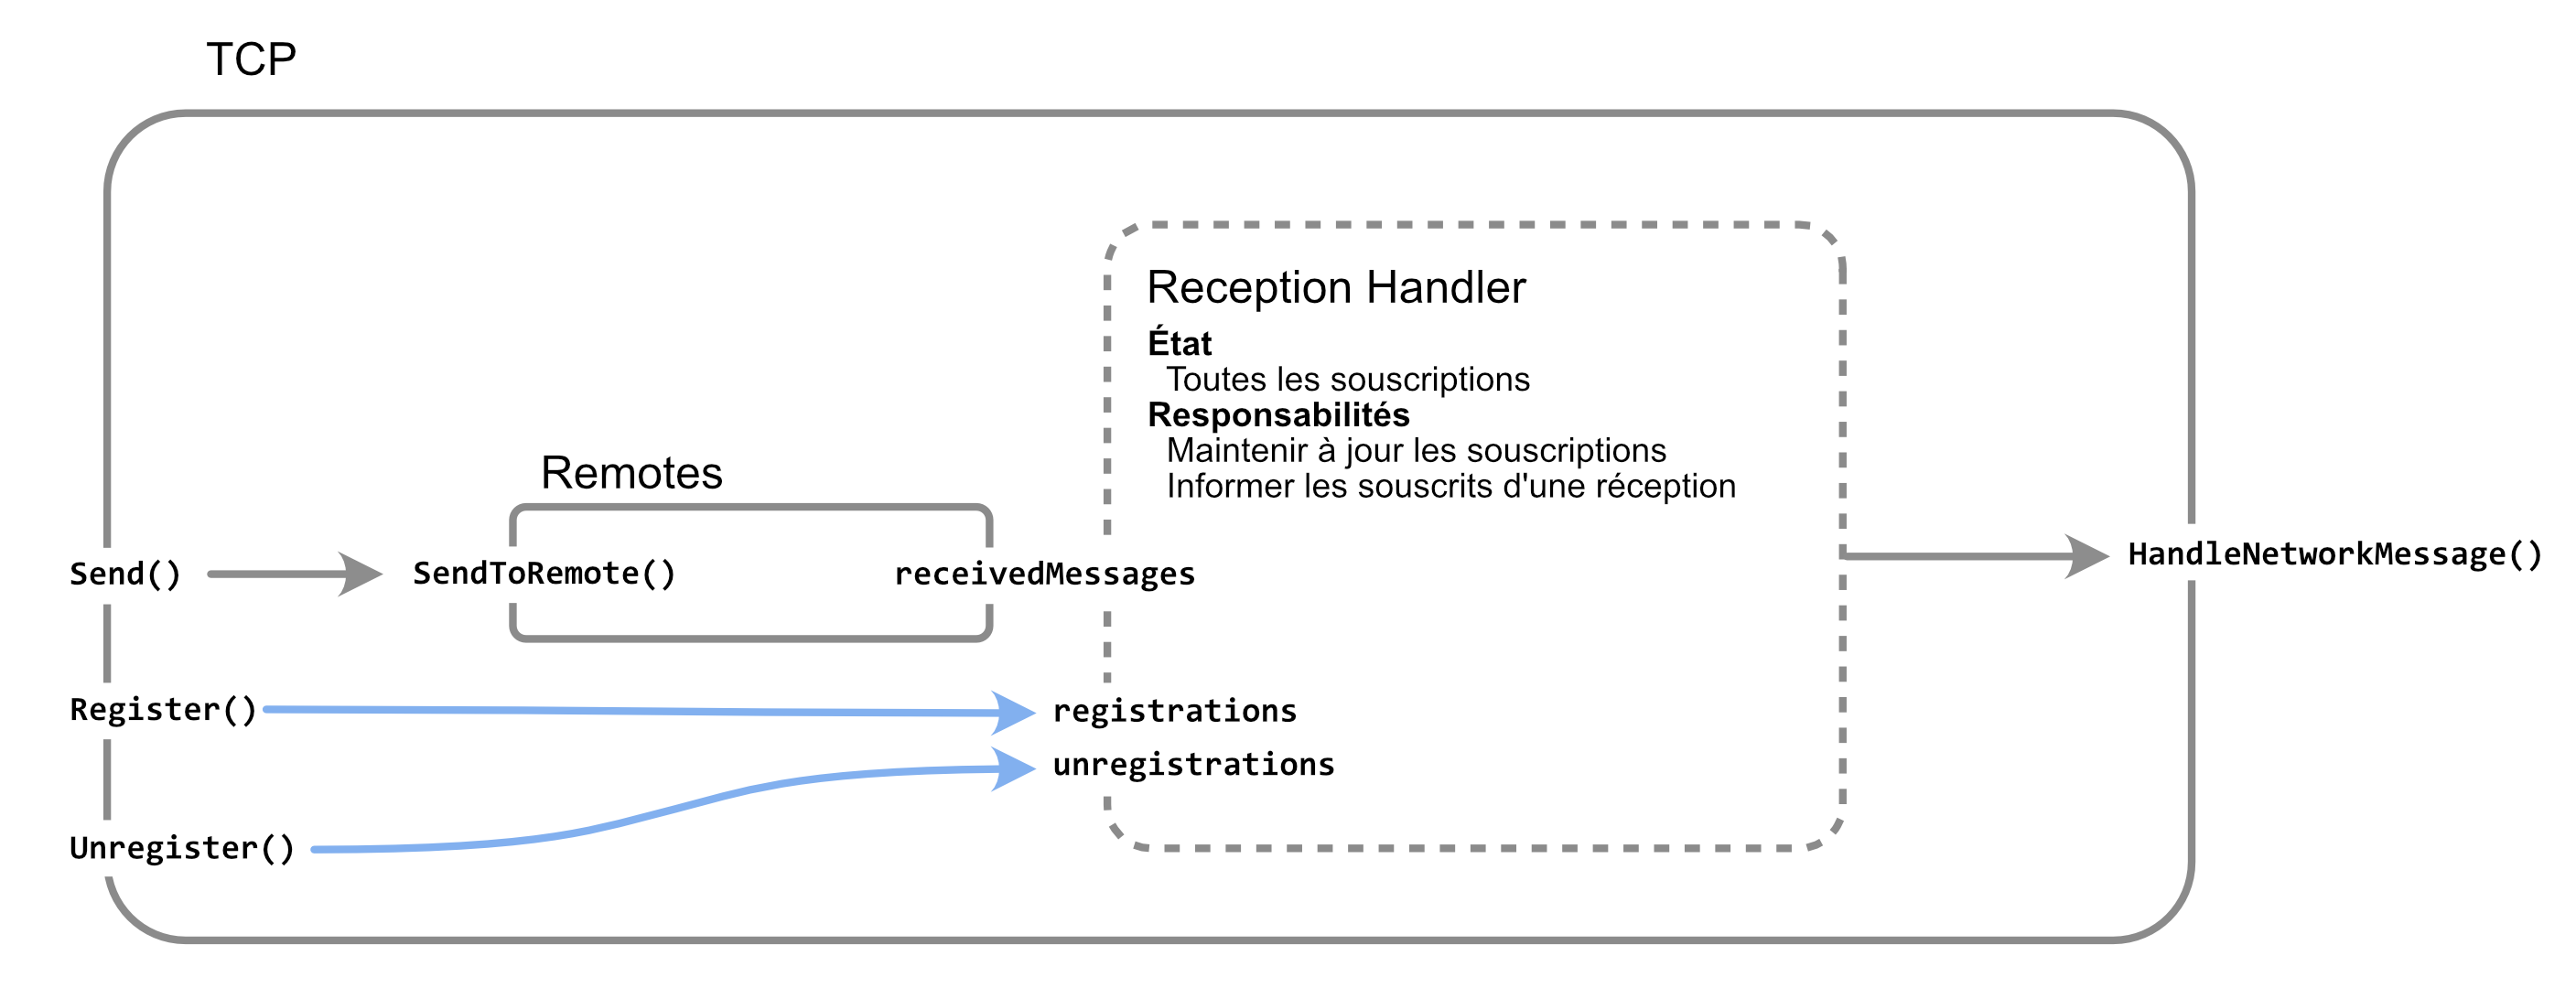 TCP
Reception Handler
État
Toutes les souscriptions
Responsabilités
Maintenir à jour les souscriptions
Informer les souscrits d'une réception
Remotes
Send()
SendToRemote()
receivedMessages
HandleNetworkMessage()
Register()
registrations
unregistrations
Unregister()